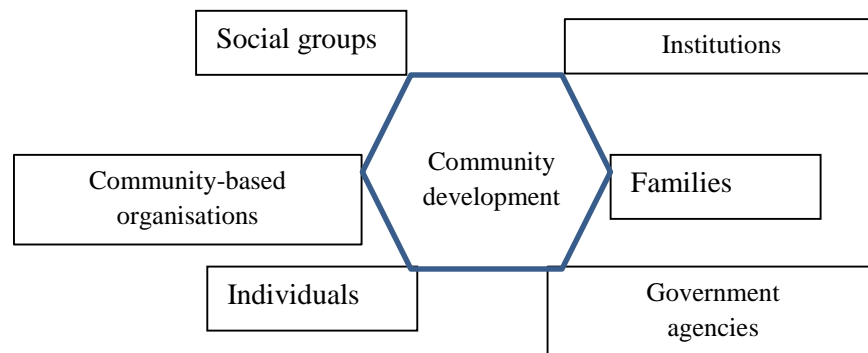 Social groups
Institutions
Community-based
organisations
Community
development
Families
Individuals
Government
agencies